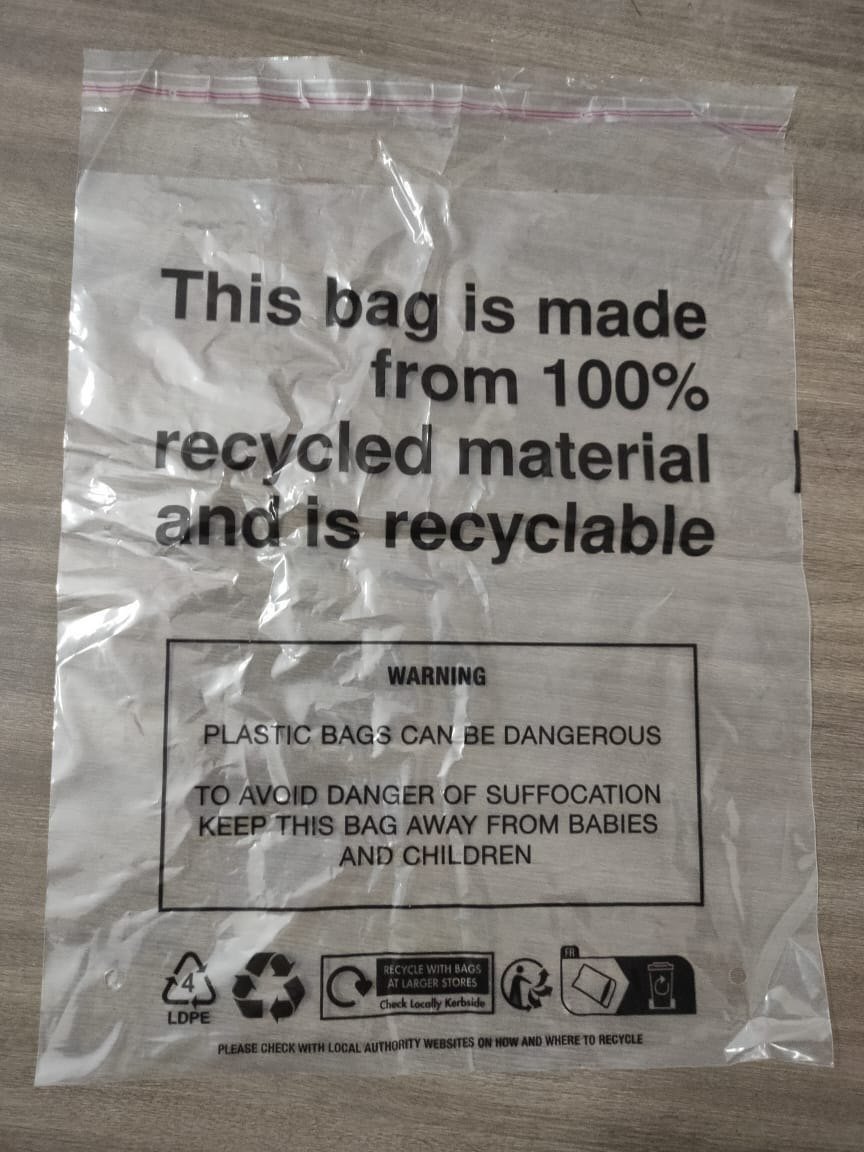 This bag is made
from 100%
recycled material
and is recyclable
WARNING
PLASTIC BAGS CAN BE DANGEROUS
TO AVOID DANGER OF SUFFOCATION
KEEP THIS BAG AWAY FROM BABIES
AND CHILDREN
4
LDPE
RECYCLE WITH BAGS
AT LARGER STORES
Check Locally Kerbside
FR
PLEASE CHECK WITH LOCAL AUTHORITY WEBSITES ON HOW AND WHERE TO RECYCLE